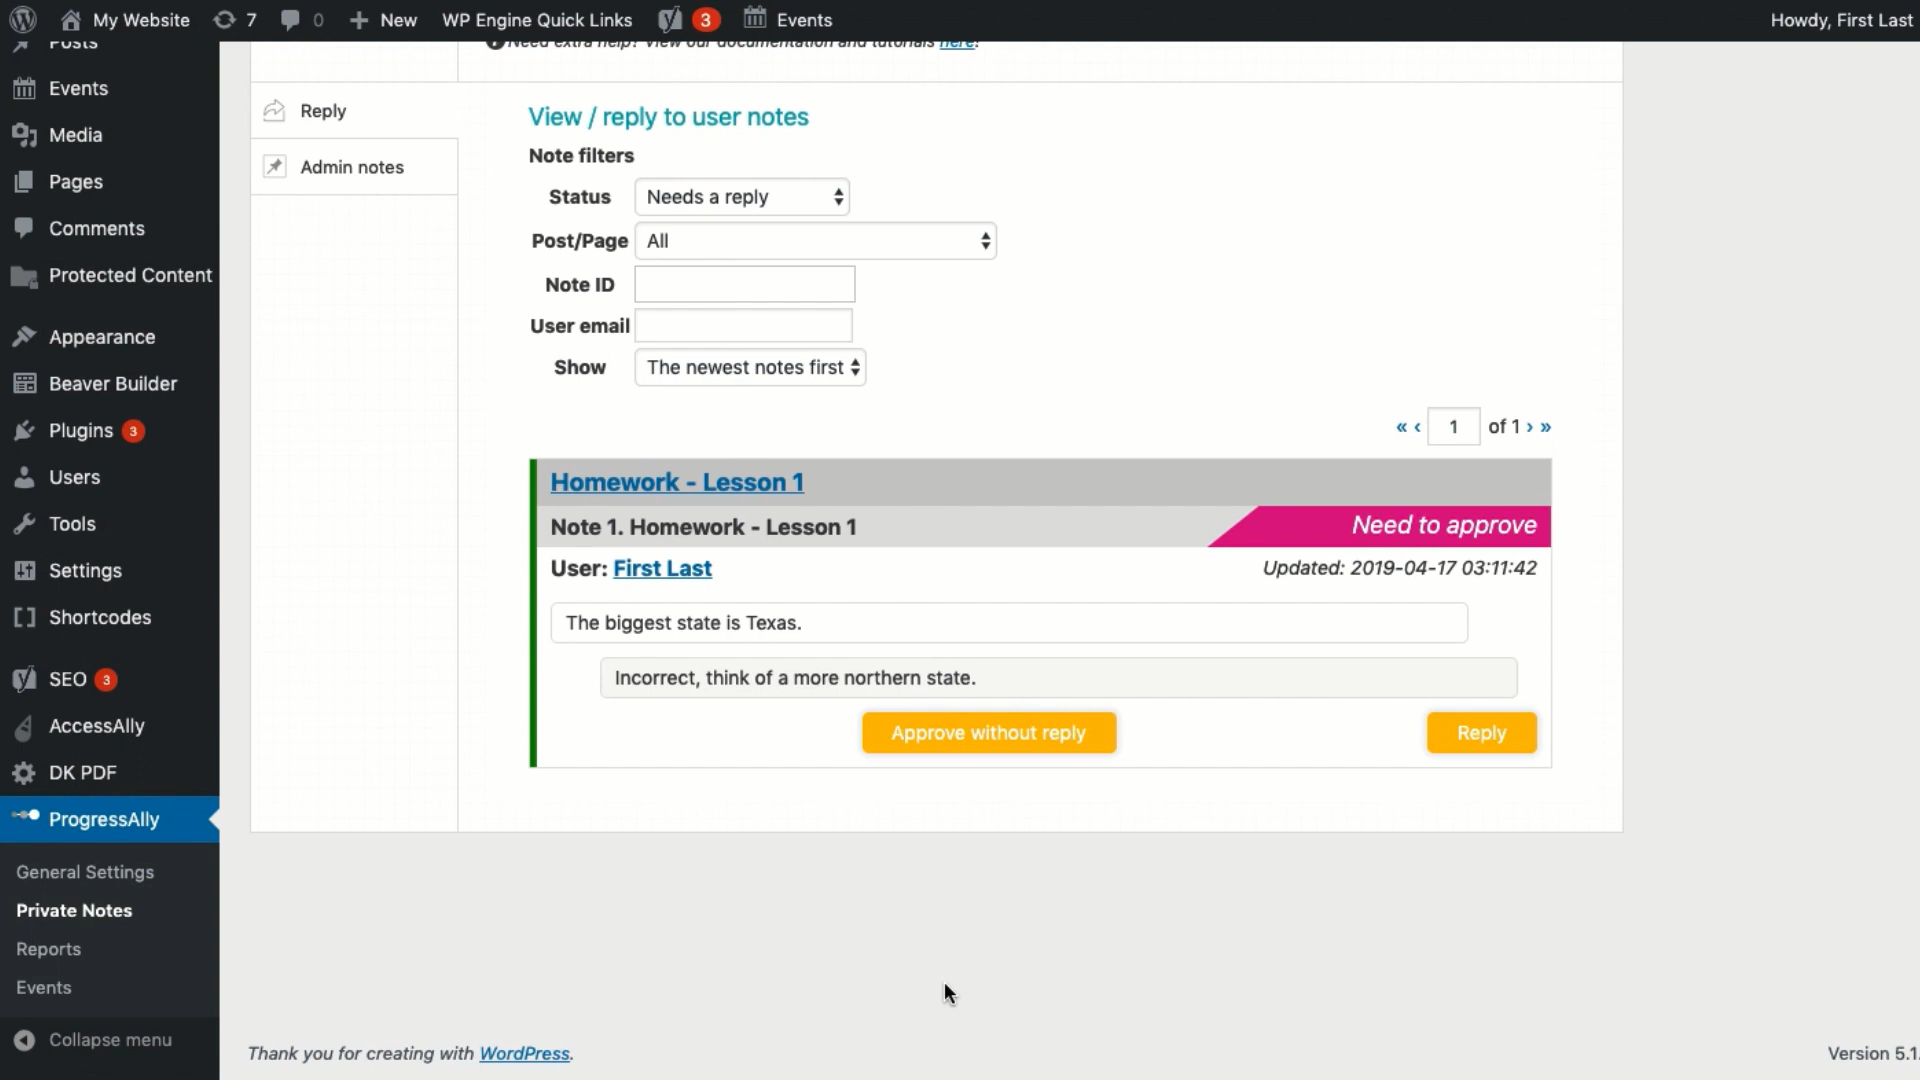 My Website 7 0 New WP Engine Quick Links 3 Events Howdy, First Last
Posts
Events
Media
Pages
Comments
Protected Content
Appearance
Beaver Builder
Plugins 3
Users
Tools
Settings
Shortcodes
SEO 3
AccessAlly
DK PDF
ProgressAlly
General Settings
Private Notes
Reports
Events
Collapse menu
Need extra help? View our documentation and tutorials here!
Reply
Admin notes
View / reply to user notes
Note filters
Status Needs a reply
Post/Page All
Note ID
User email
Show The newest notes first
« ‹ 1 of 1 › »
Homework - Lesson 1
Note 1. Homework - Lesson 1 Need to approve
User: First Last Updated: 2019-04-17 03:11:42
The biggest state is Texas.
Incorrect, think of a more northern state.
Approve without reply Reply
Thank you for creating with WordPress. Version 5.1.